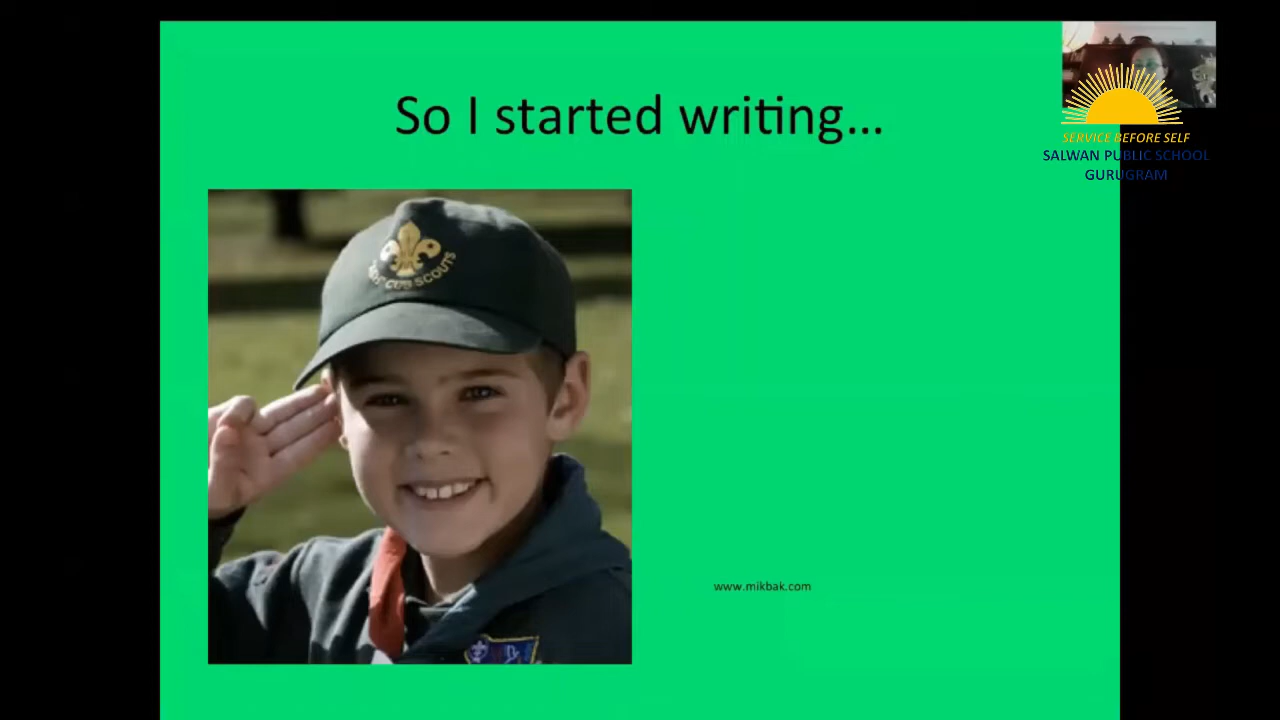 So I started writing...
SERVICE BEFORE SELF
SALWAN PUBLIC SCHOOL
GURUGRAM
CUB SCOUTS
www.mikbak.com